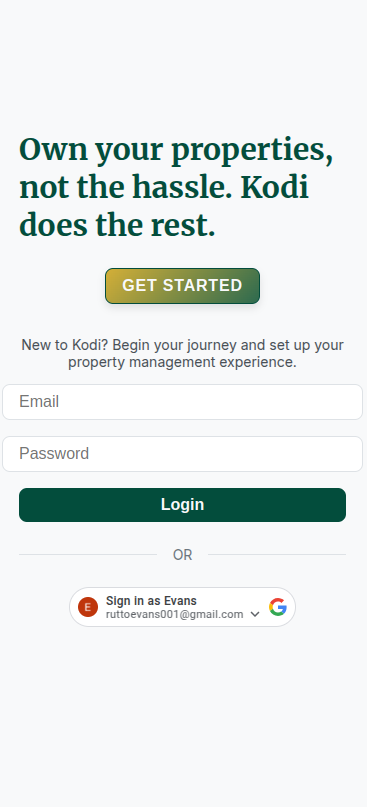 Own your properties,
not the hassle. Kodi
does the rest.
GET STARTED
New to Kodi? Begin your journey and set up your
property management experience.
Email
Password
Login
OR
E
Sign in as Evans
ruttoevans001@gmail.com